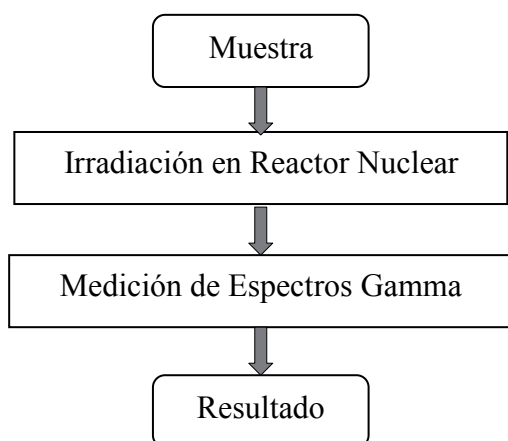 Muestra
Irradiación en Reactor Nuclear
Medición de Espectros Gamma
Resultado